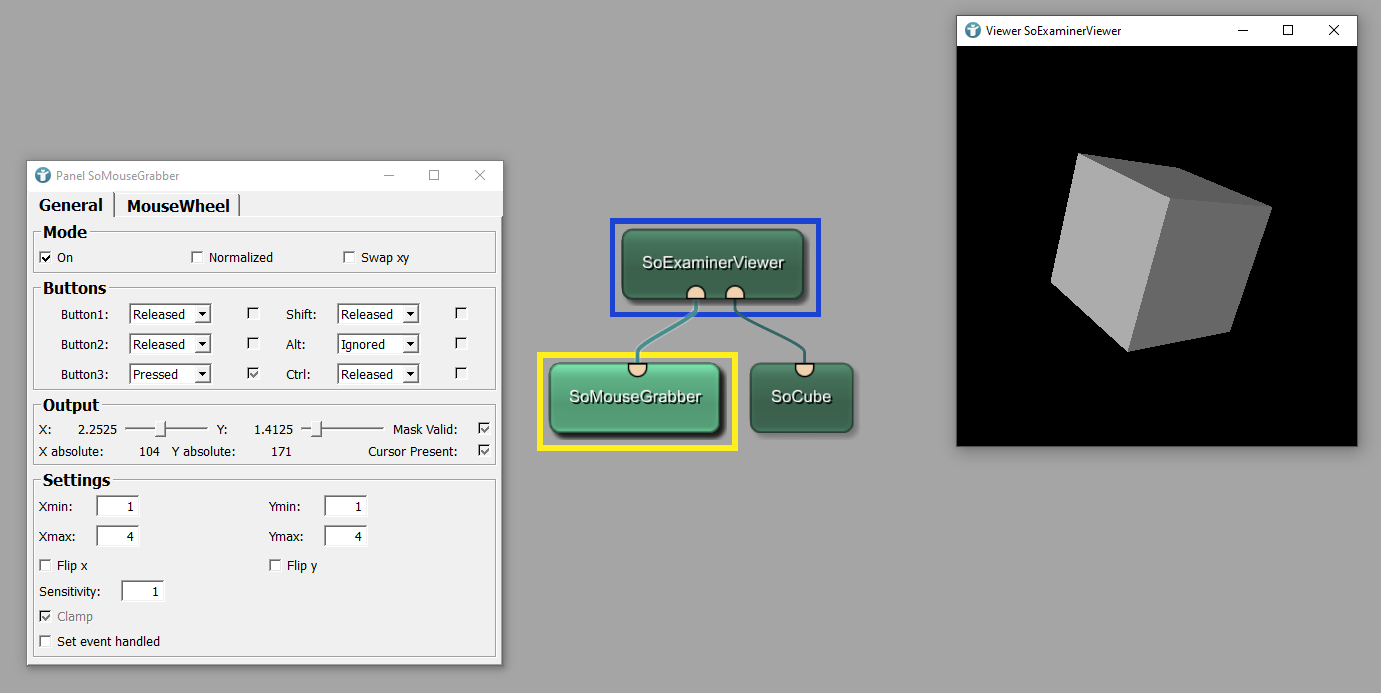 Viewer SoExaminerViewer
Panel SoMouseGrabber
General MouseWheel
Mode
On Normalized Swap xy
Buttons
Button1: Released Shift: Released
Button2: Released Alt: Ignored
Button3: Pressed Ctrl: Released
Output
X: 2.2525 Y: 1.4125 Mask Valid:
X absolute: 104 Y absolute: 171 Cursor Present:
Settings
Xmin: 1 Ymin: 1
Xmax: 4 Ymax: 4
Flip x Flip y
Sensitivity: 1
Clamp
Set event handled
SoExaminerViewer
SoMouseGrabber SoCube